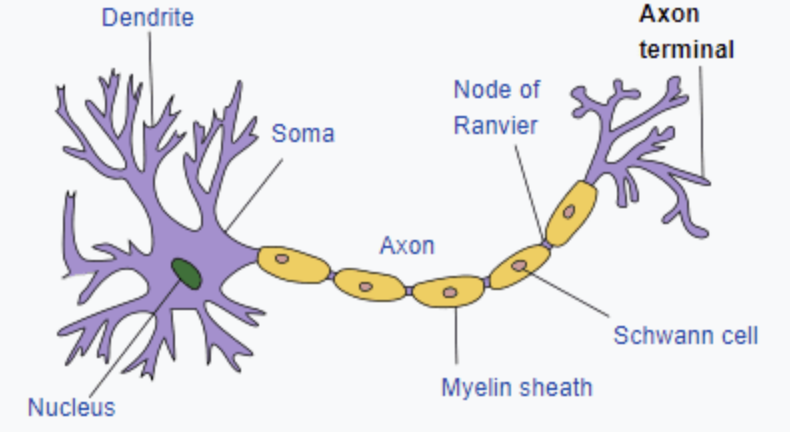 Dendrite
Axon
terminal
Node of
Ranvier
Soma
Axon
Schwann cell
Myelin sheath
Nucleus